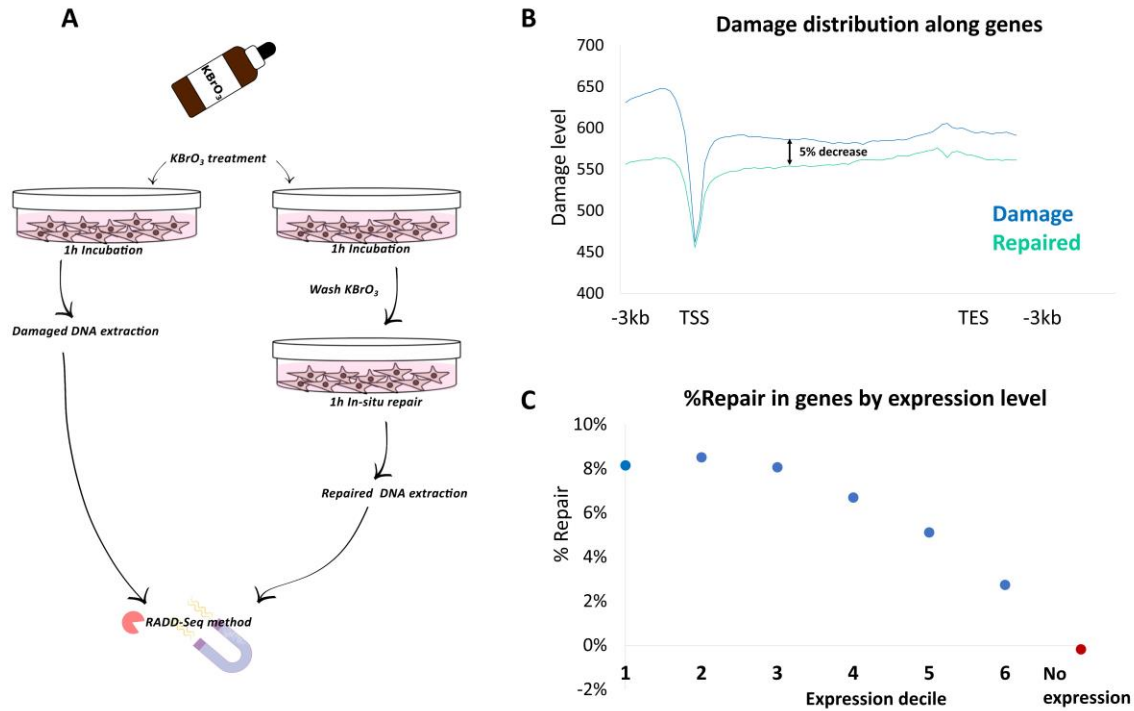 A
KBrO₃
KBrO₃ treatment
1h Incubation
1h Incubation
Wash KBrO₃
Damaged DNA extraction
1h In-situ repair
Repaired DNA extraction
RADD-Seq method
B
Damage distribution along genes
Damage level
700
650
600
550
500
450
400
5% decrease
Damage
Repaired
-3kb TSS TES -3kb
C
%Repair in genes by expression level
% Repair
10%
8%
6%
4%
2%
0%
-2%
1 2 3 4 5 6 No
expression
Expression decile